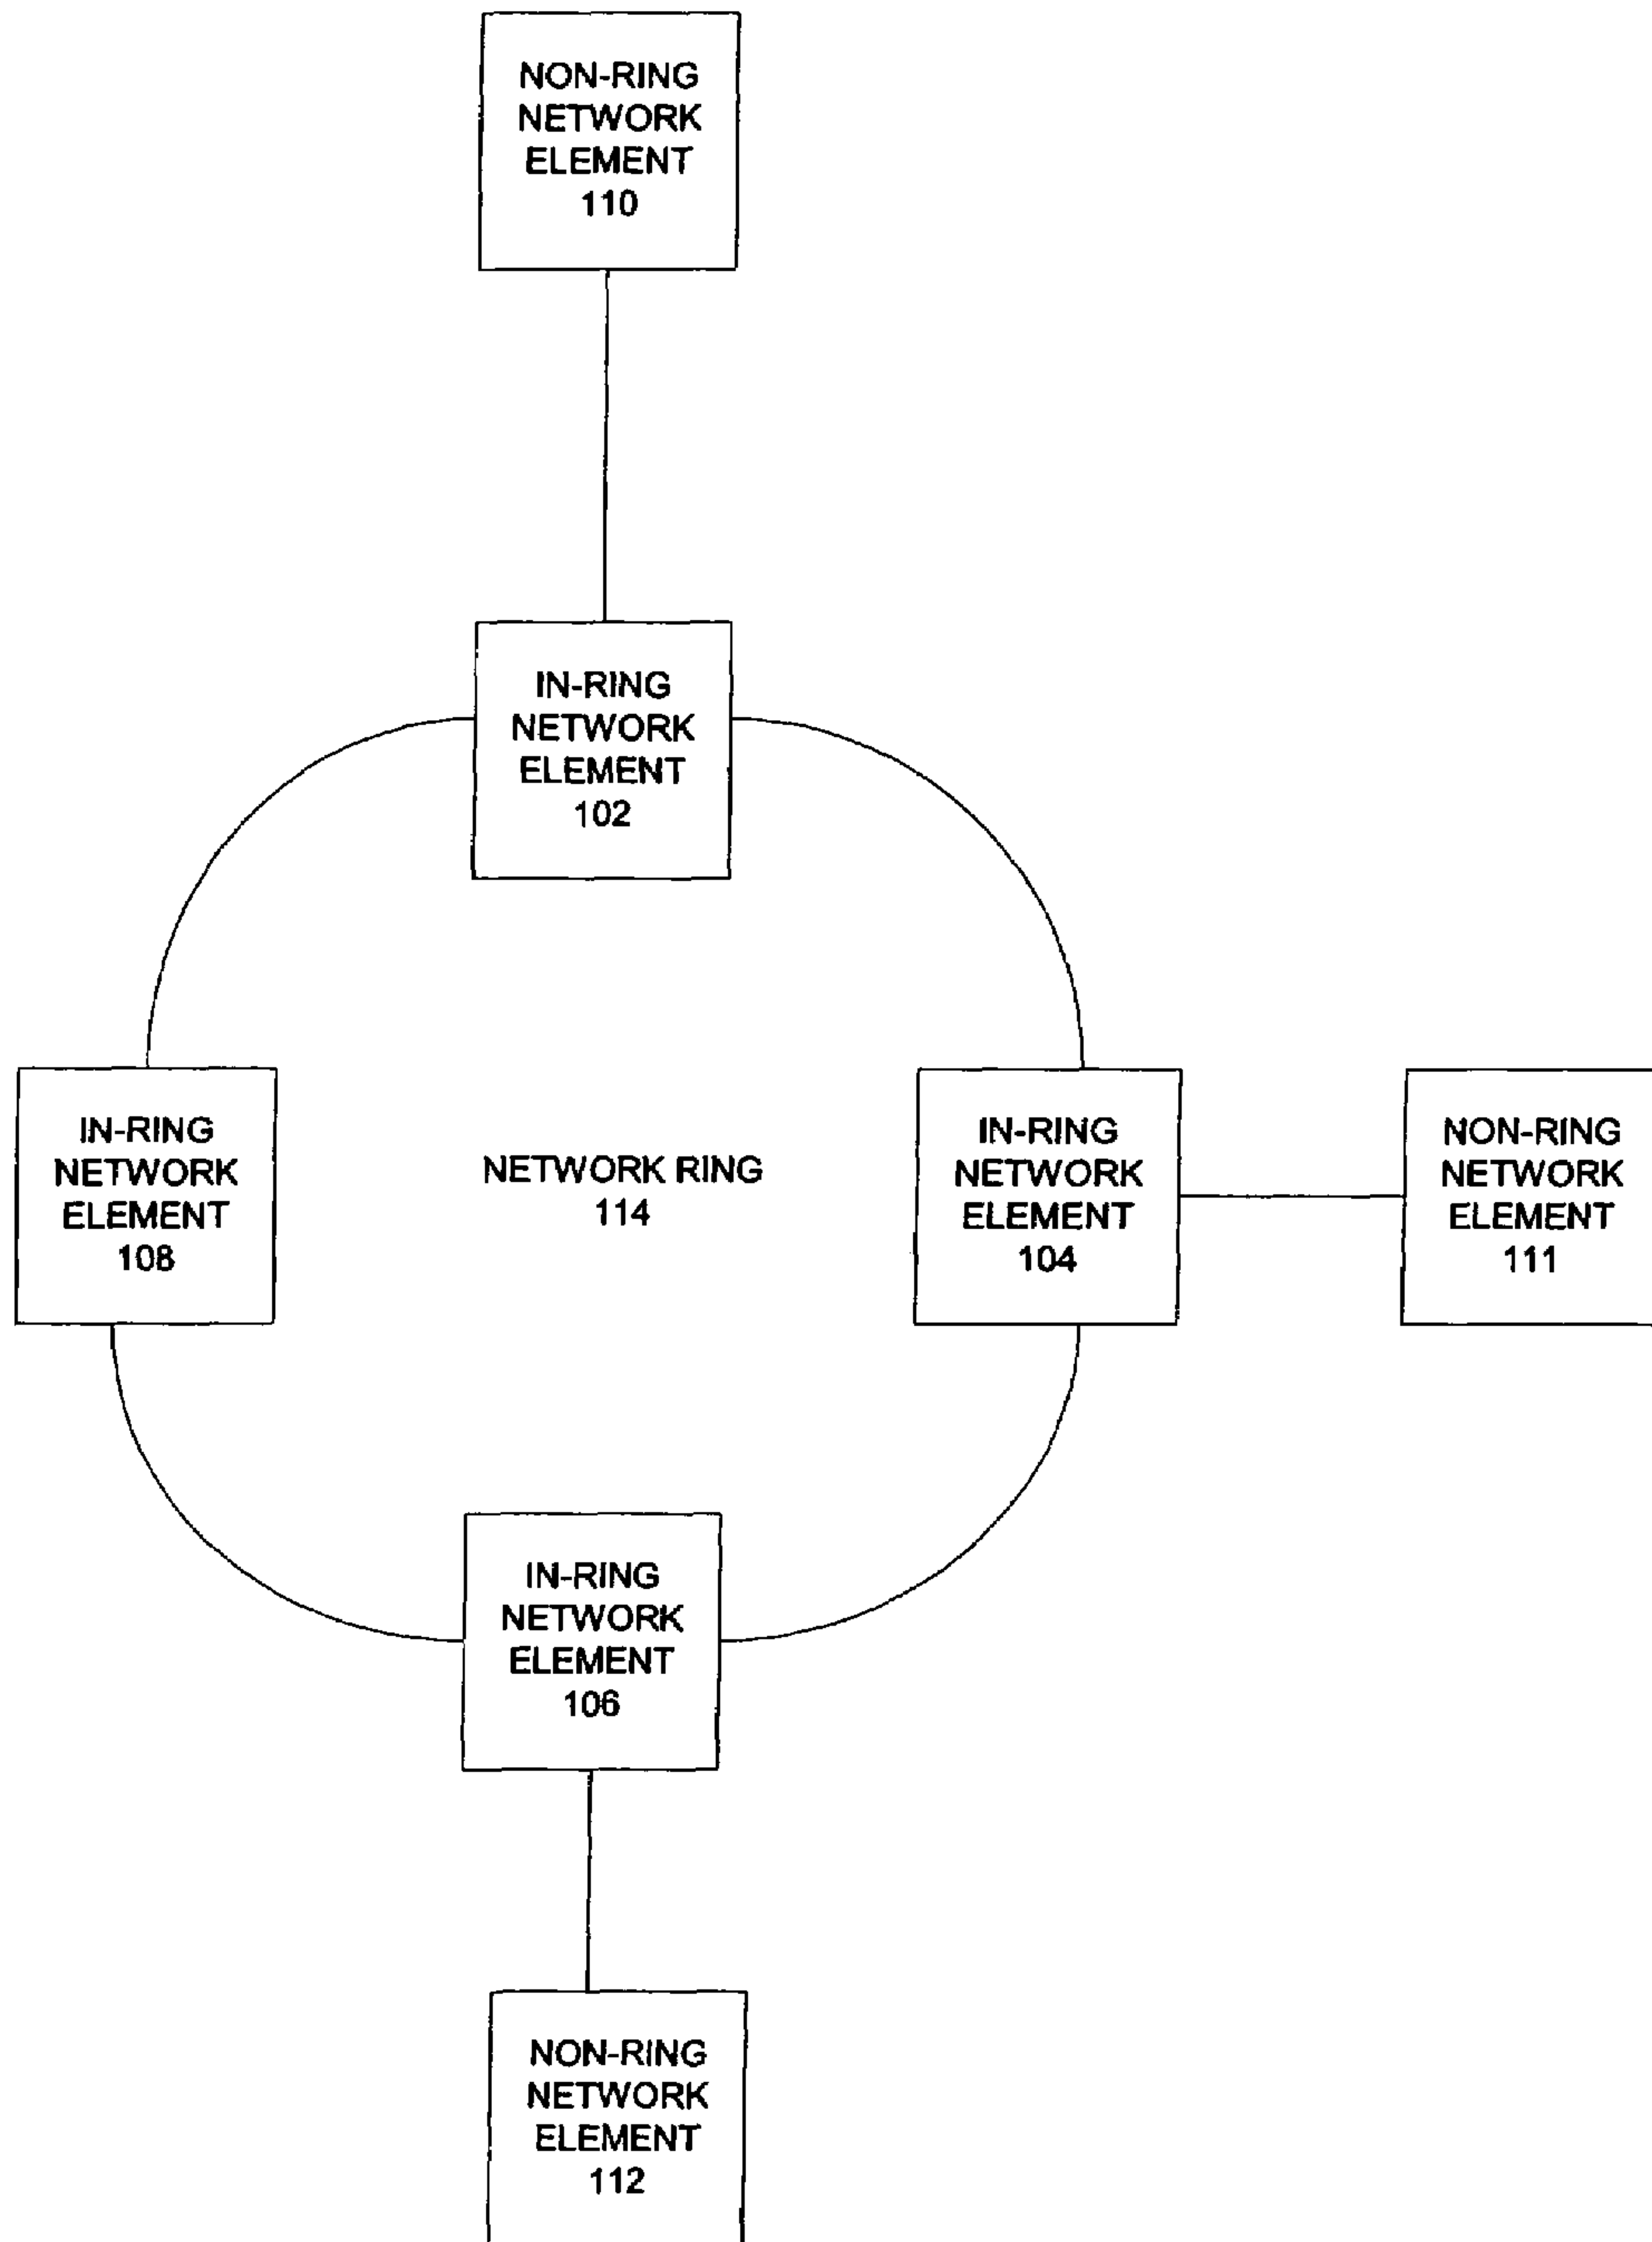 NON-RING
NETWORK
ELEMENT
110
IN-RING
NETWORK
ELEMENT
102
IN-RING
NETWORK
ELEMENT
108
NETWORK RING
114
IN-RING
NETWORK
ELEMENT
104
NON-RING
NETWORK
ELEMENT
111
IN-RING
NETWORK
ELEMENT
106
NON-RING
NETWORK
ELEMENT
112